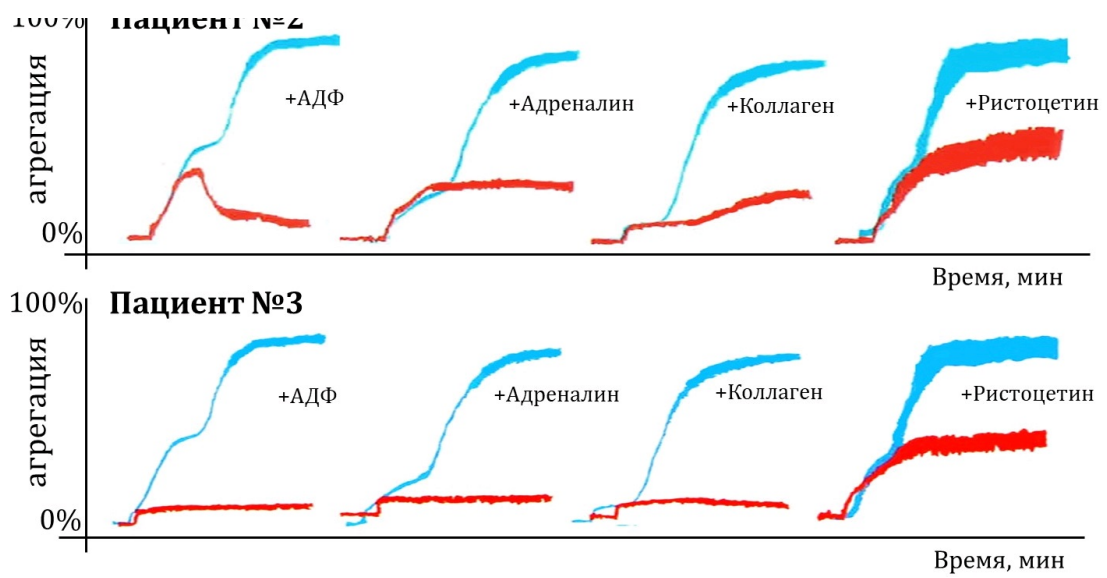 100%
Пациент №2
агрегация
+АДФ
+Адреналин
+Коллаген
+Ристоцетин
0%
Время, мин
100%
Пациент №3
агрегация
+АДФ
+Адреналин
+Коллаген
+Ристоцетин
0%
Время, мин